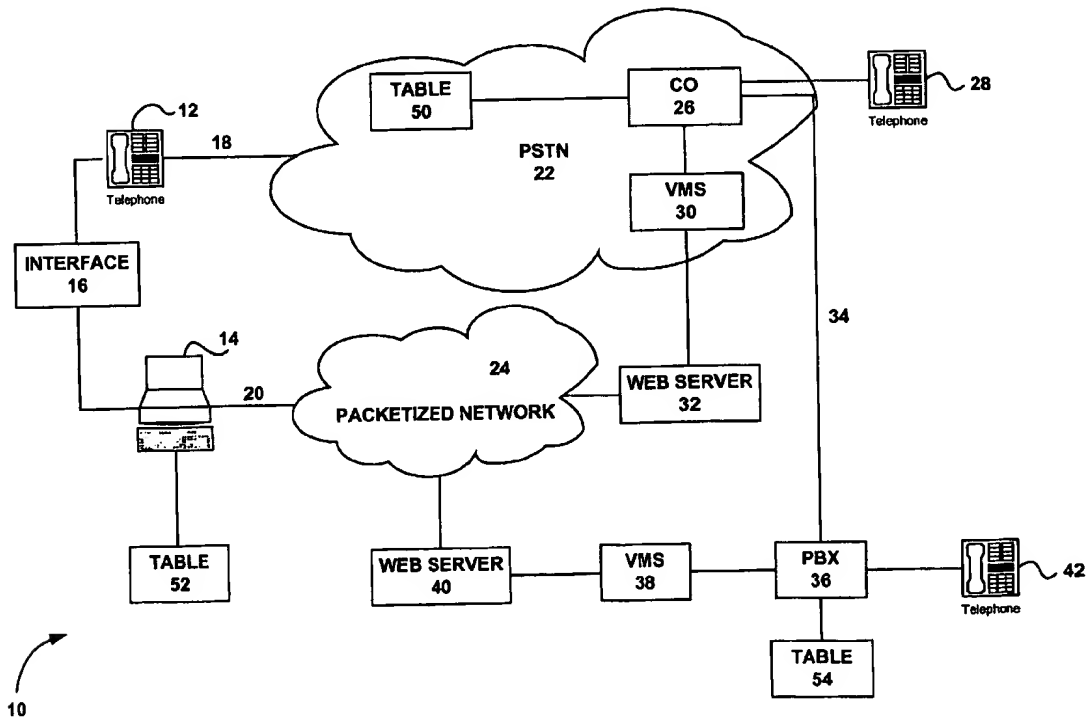 12
Telephone
18
INTERFACE
16
TABLE
50
CO
26
PSTN
22
VMS
30
28
Telephone
34
14
20
24
PACKETIZED NETWORK
WEB SERVER
32
TABLE
52
WEB SERVER
40
VMS
38
PBX
36
42
Telephone
TABLE
54
10